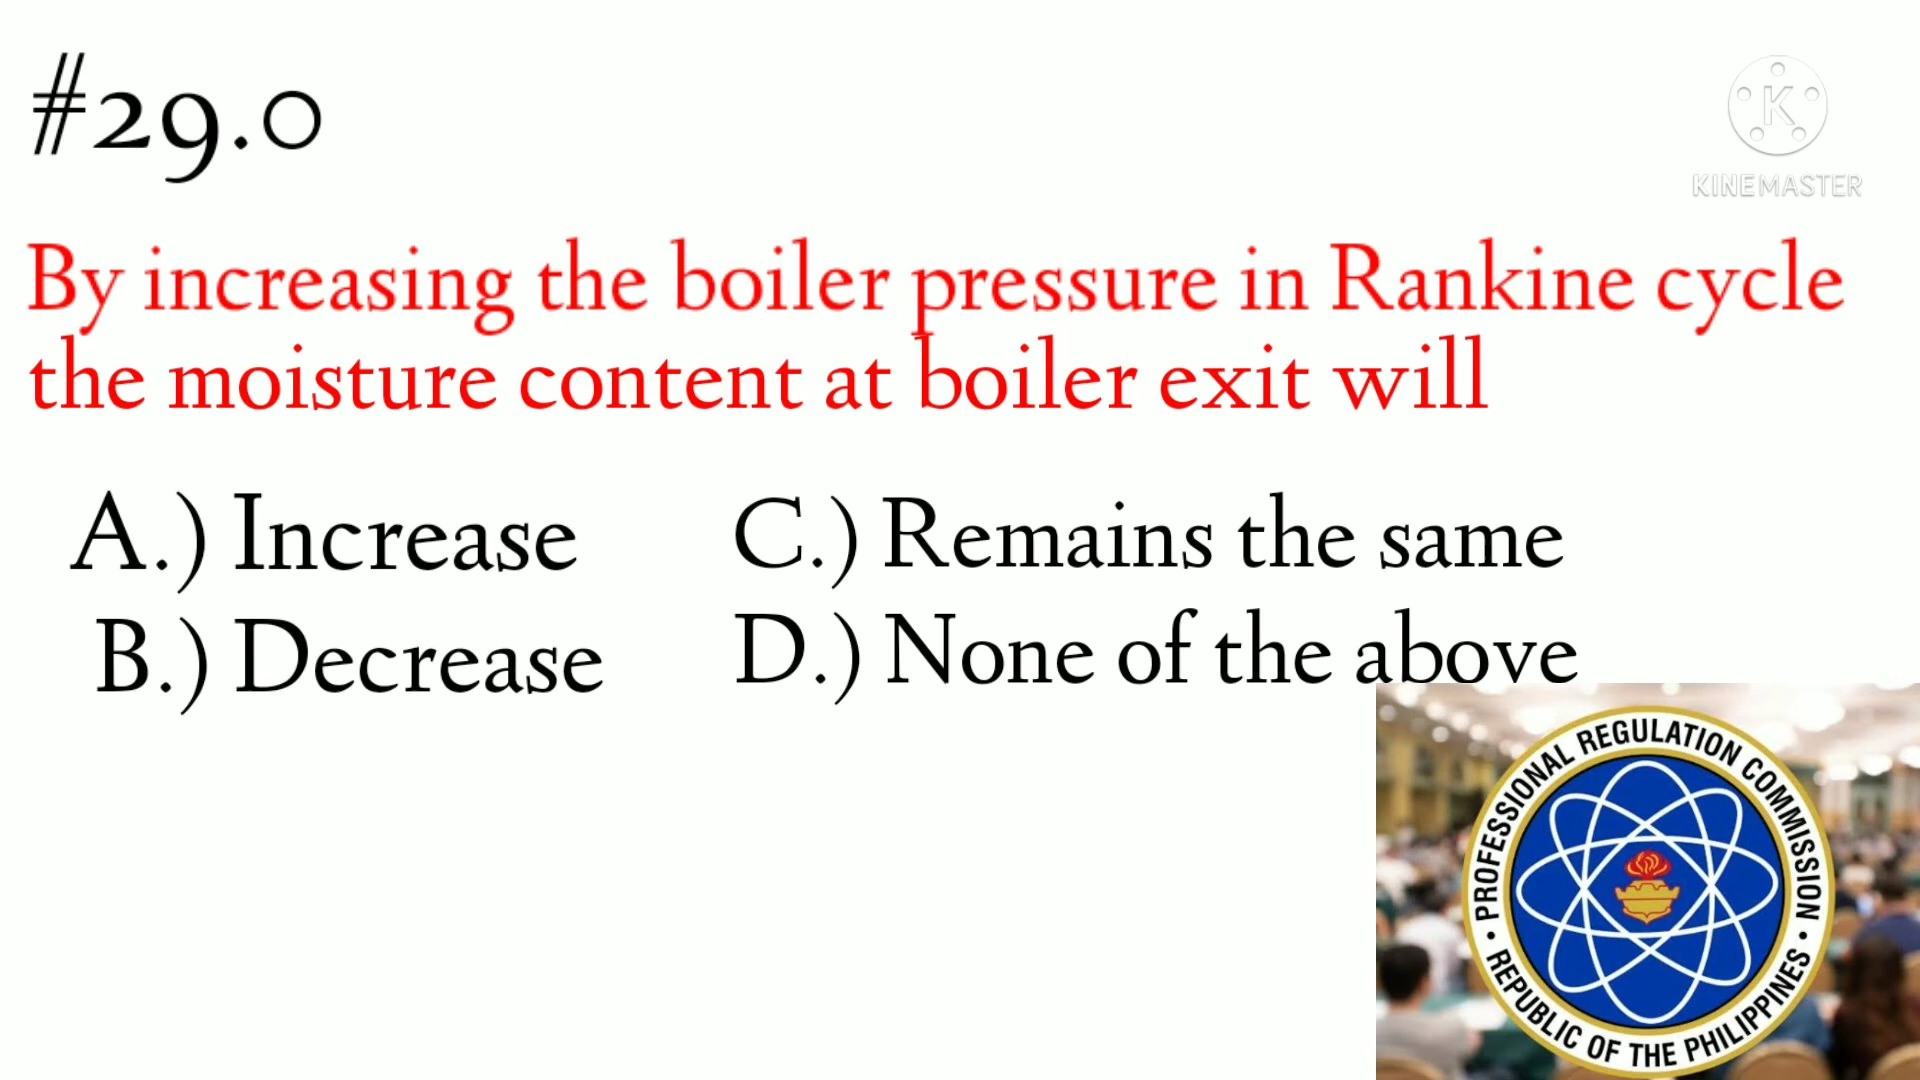 #29.0
KINEMASTER
By increasing the boiler pressure in Rankine cycle
the moisture content at boiler exit will
A.) Increase
C.) Remains the same
B.) Decrease
D.) None of the above
PROFESSIONAL REGULATION COMMISSION
• REPUBLIC OF THE PHILIPPINES •